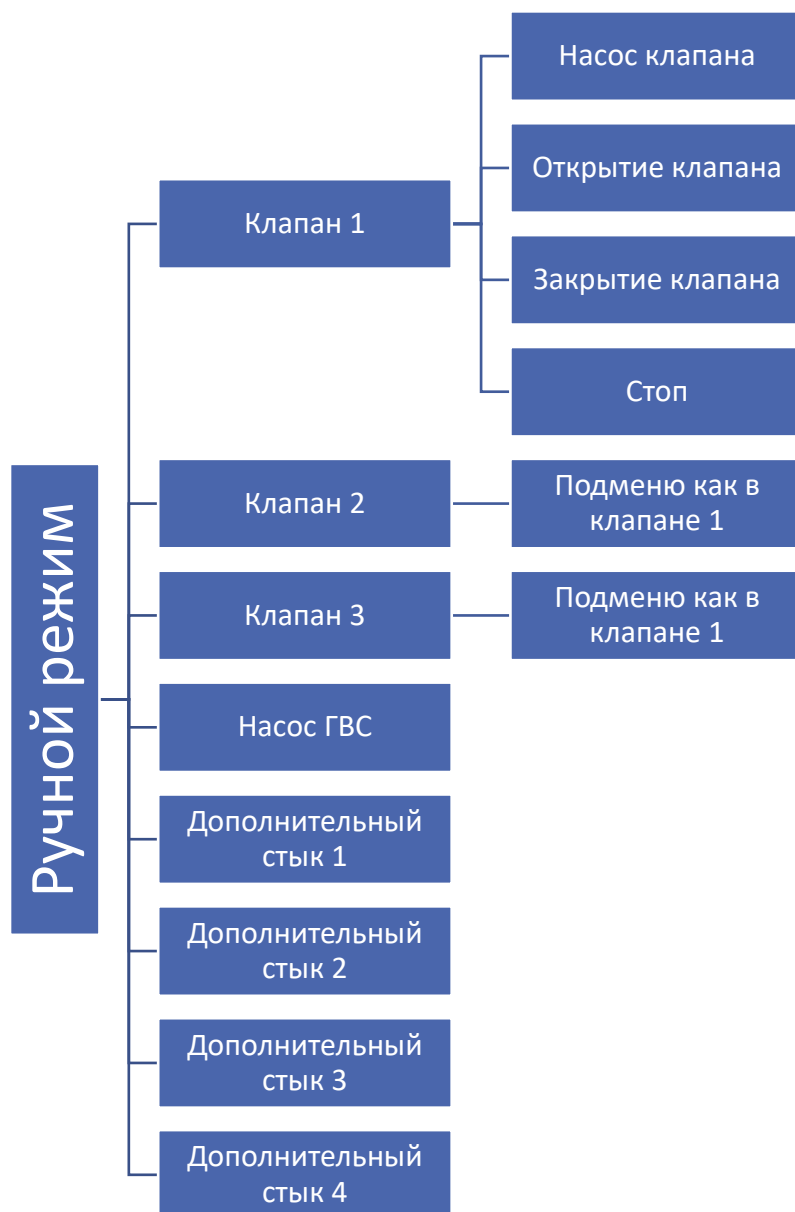 Ручной режим
Клапан 1
Насос клапана
Открытие клапана
Закрытие клапана
Стоп
Клапан 2
Подменю как в
клапане 1
Клапан 3
Подменю как в
клапане 1
Насос ГВС
Дополнительный
стык 1
Дополнительный
стык 2
Дополнительный
стык 3
Дополнительный
стык 4